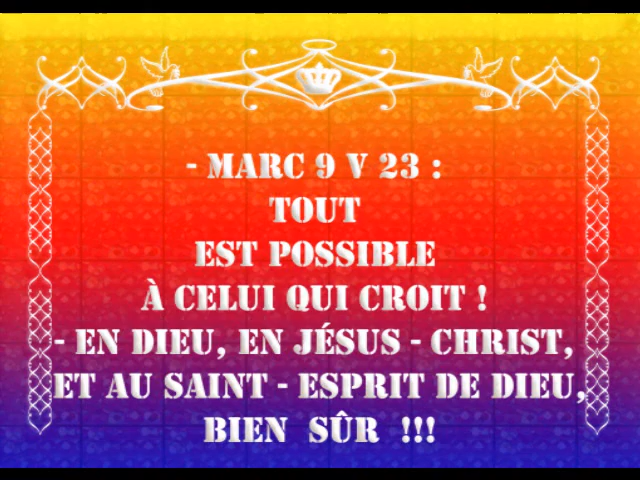 - MARC 9 V 23 :
TOUT
EST POSSIBLE
À CELUI QUI CROIT !
- EN DIEU, EN JÉSUS - CHRIST,
ET AU SAINT - ESPRIT DE DIEU,
BIEN SÛR !!!